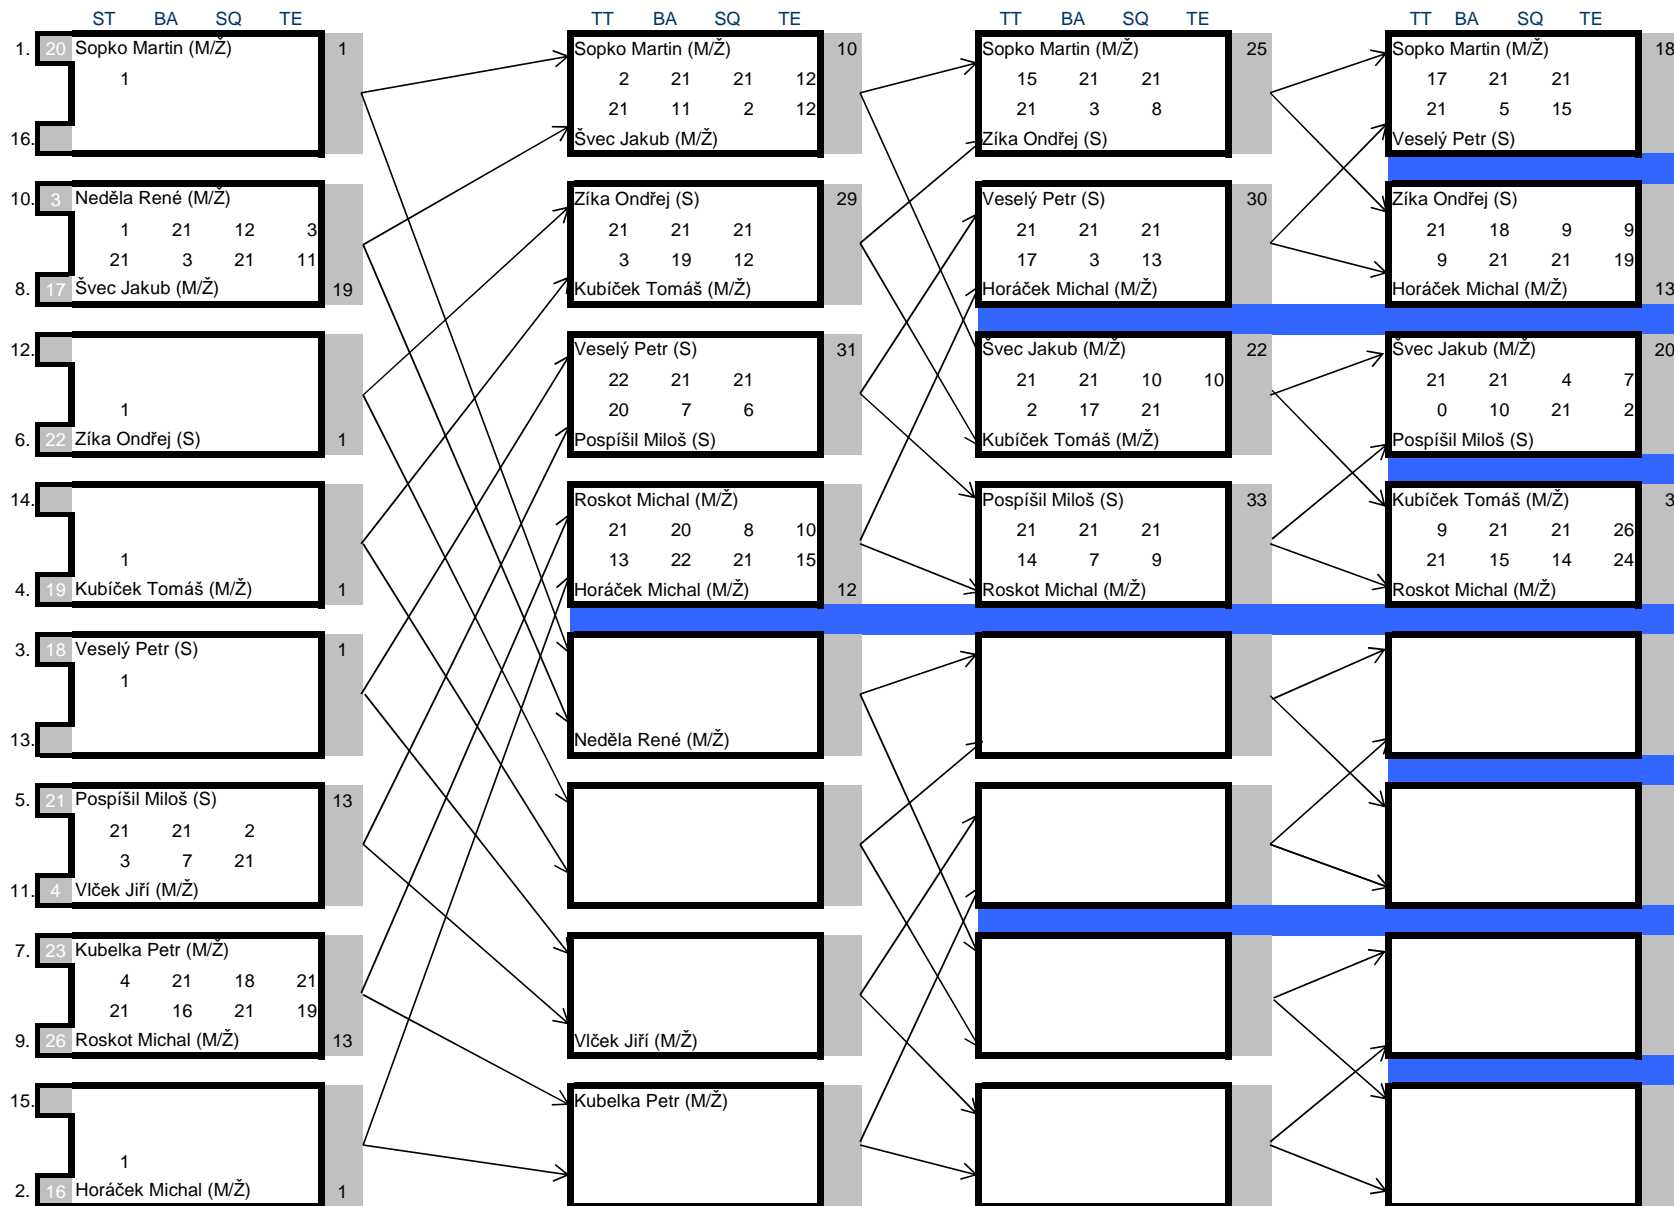 ST BA SQ TE TT BA SQ TE TT BA SQ TE TT BA SQ TE
1. 20 Sopko Martin (M/Ž) 1 Sopko Martin (M/Ž) 10 Sopko Martin (M/Ž) 25 Sopko Martin (M/Ž) 18
1 2 21 21 12 15 21 21 17 21 21
21 11 2 12 21 3 8 21 5 15
16. Švec Jakub (M/Ž) Zíka Ondřej (S) Veselý Petr (S)
10. 3 Neděla René (M/Ž) Zíka Ondřej (S) 29 Veselý Petr (S) 30 Zíka Ondřej (S)
1 21 12 3 21 21 21 21 21 21 21 18 9 9
21 3 21 11 3 19 12 17 3 13 9 21 21 19
8. 17 Švec Jakub (M/Ž) 19 Kubíček Tomáš (M/Ž) Horáček Michal (M/Ž) Horáček Michal (M/Ž) 13
12. Veselý Petr (S) 31 Švec Jakub (M/Ž) 22 Švec Jakub (M/Ž) 20
22 21 21 21 21 10 10 21 21 4 7
1 20 7 6 2 17 21 0 10 21 2
6. 22 Zíka Ondřej (S) 1 Pospíšil Miloš (S) Kubíček Tomáš (M/Ž) Pospíšil Miloš (S)
14. Roskot Michal (M/Ž) Pospíšil Miloš (S) 33 Kubíček Tomáš (M/Ž) 3
21 20 8 10 21 21 21 9 21 21 26
1 13 22 21 15 14 7 9 21 15 14 24
4. 19 Kubíček Tomáš (M/Ž) 1 Horáček Michal (M/Ž) 12 Roskot Michal (M/Ž) Roskot Michal (M/Ž)
3. 18 Veselý Petr (S) 1
1
13. Neděla René (M/Ž)
5. 21 Pospíšil Miloš (S) 13
21 21 2
3 7 21
11. 4 Vlček Jiří (M/Ž)
7. 23 Kubelka Petr (M/Ž)
4 21 18 21
21 16 21 19
9. 26 Roskot Michal (M/Ž) 13 Vlček Jiří (M/Ž)
15. Kubelka Petr (M/Ž)
1
2. 16 Horáček Michal (M/Ž) 1